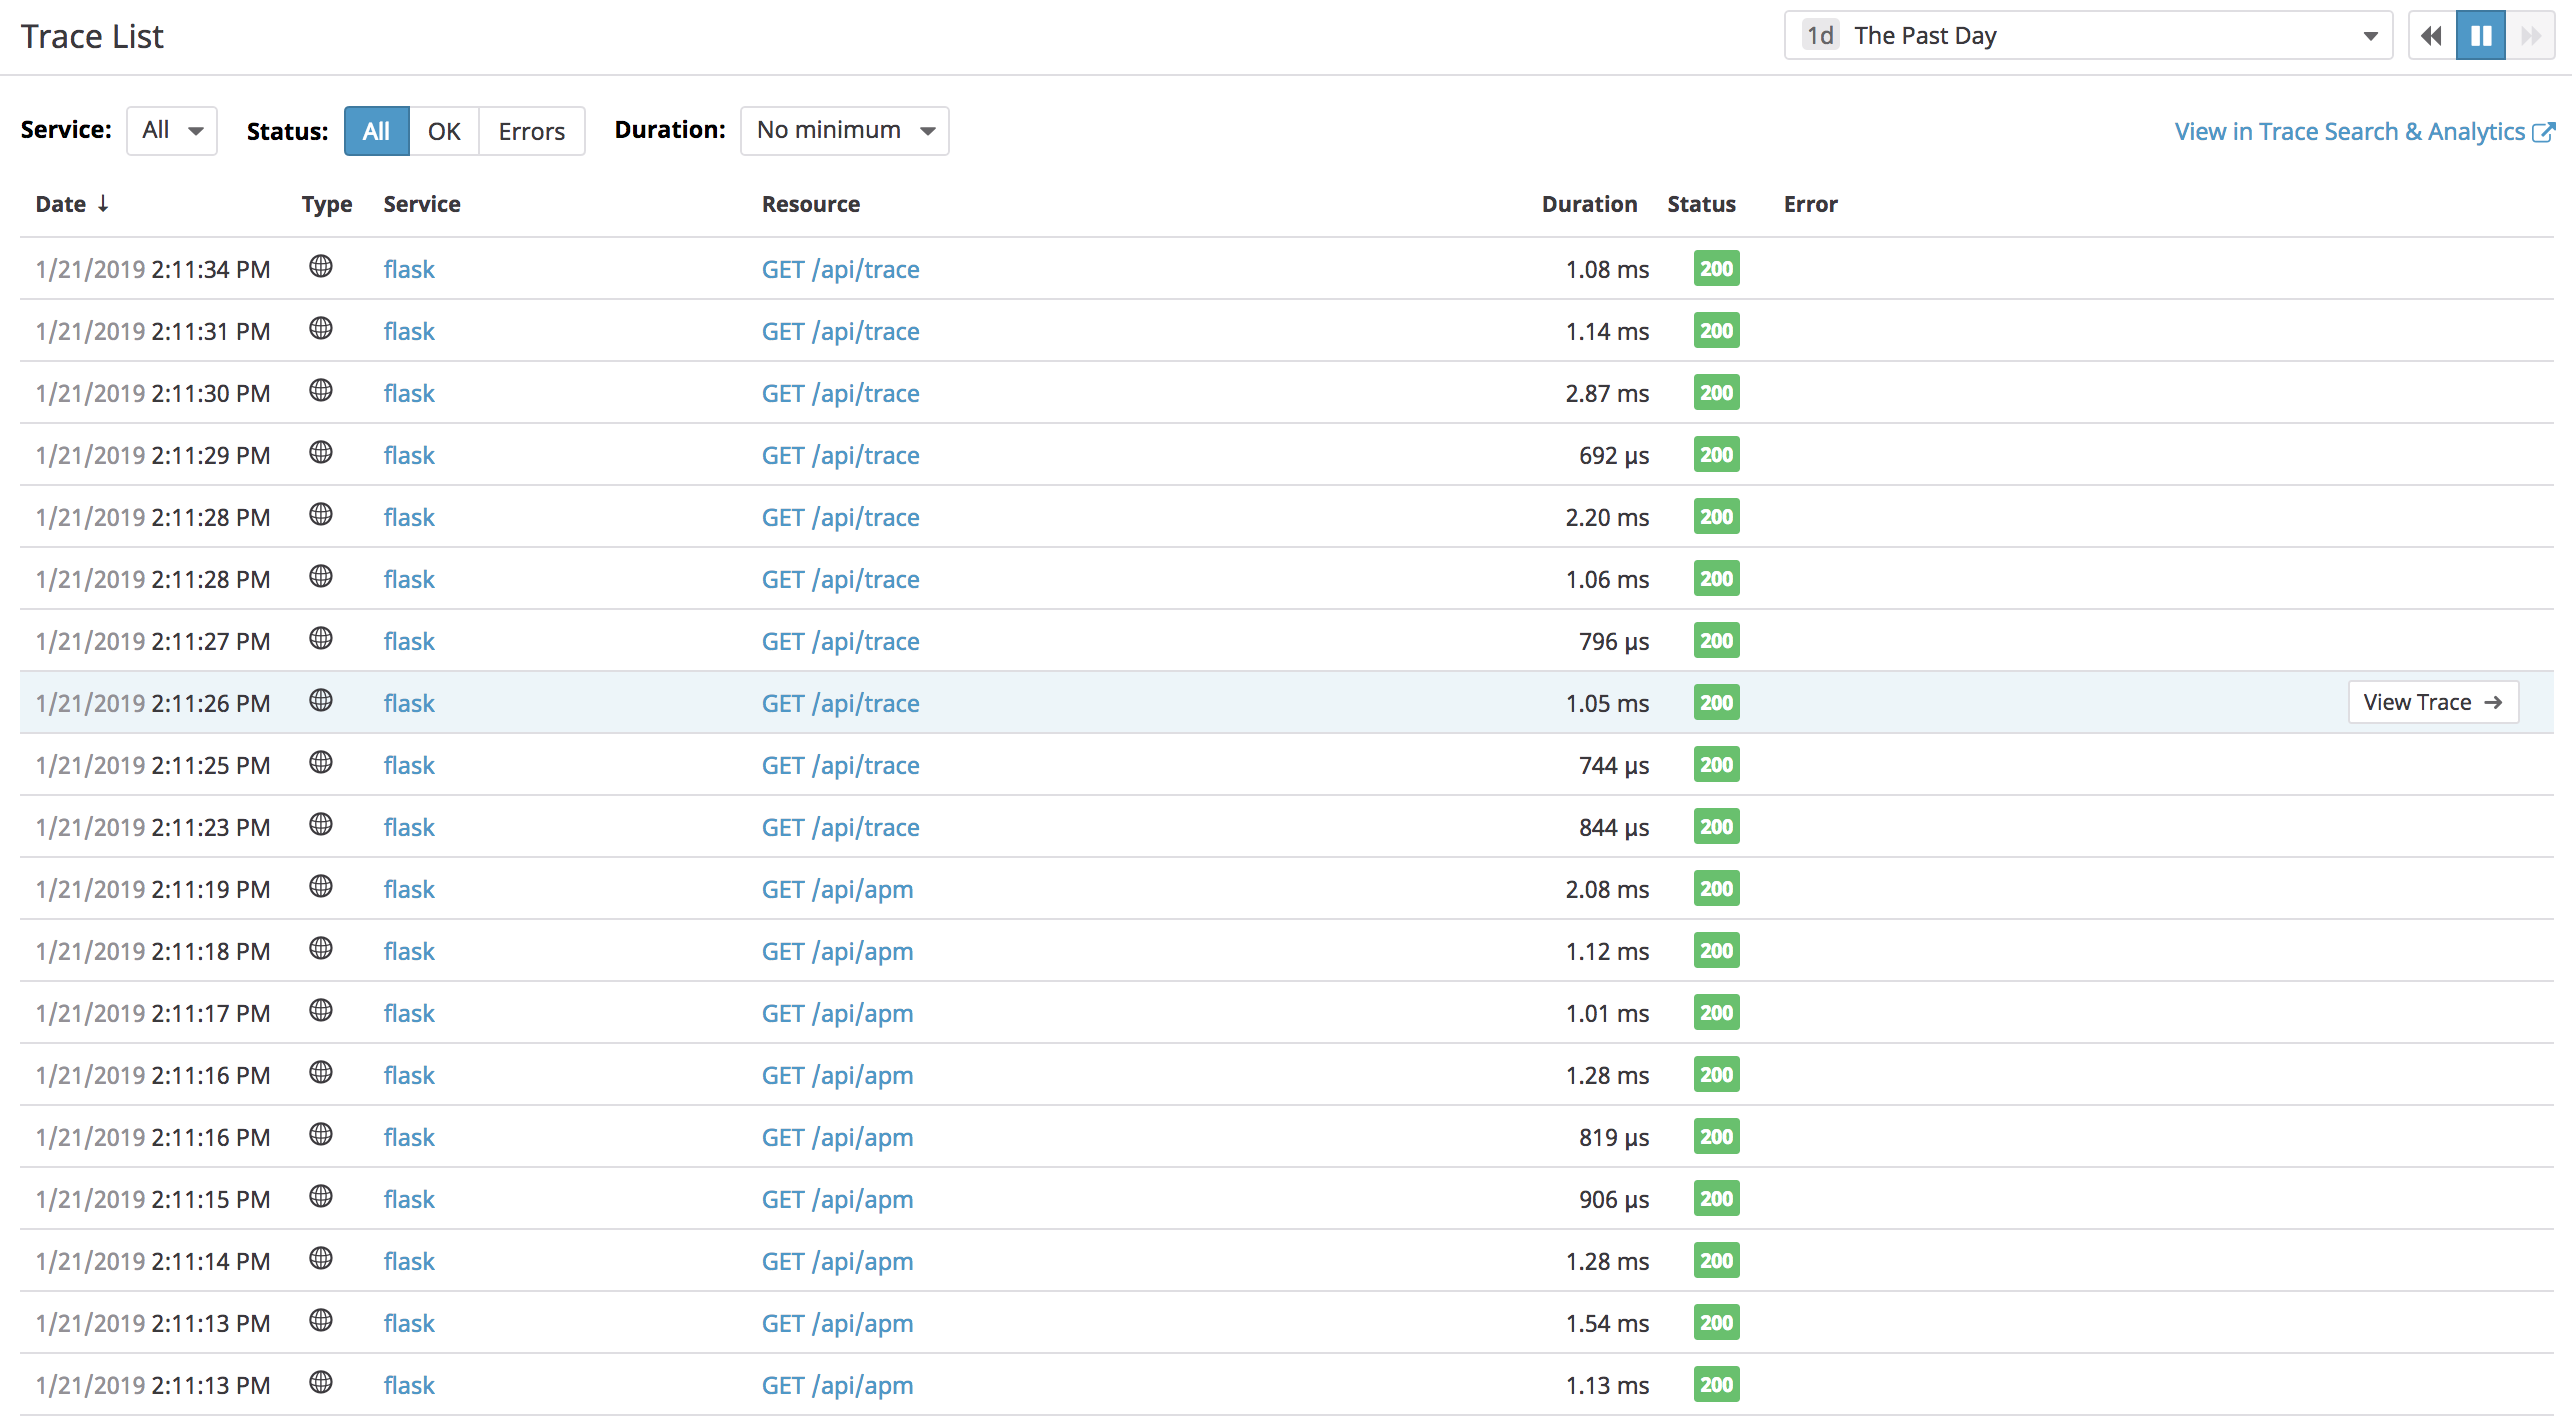 Trace List 1d The Past Day
Service: All Status: All OK Errors Duration: No minimum View in Trace Search & Analytics
Date ↓ Type Service Resource Duration Status Error
1/21/2019 2:11:34 PM flask GET /api/trace 1.08 ms 200
1/21/2019 2:11:31 PM flask GET /api/trace 1.14 ms 200
1/21/2019 2:11:30 PM flask GET /api/trace 2.87 ms 200
1/21/2019 2:11:29 PM flask GET /api/trace 692 µs 200
1/21/2019 2:11:28 PM flask GET /api/trace 2.20 ms 200
1/21/2019 2:11:28 PM flask GET /api/trace 1.06 ms 200
1/21/2019 2:11:27 PM flask GET /api/trace 796 µs 200
1/21/2019 2:11:26 PM flask GET /api/trace 1.05 ms 200 View Trace →
1/21/2019 2:11:25 PM flask GET /api/trace 744 µs 200
1/21/2019 2:11:23 PM flask GET /api/trace 844 µs 200
1/21/2019 2:11:19 PM flask GET /api/apm 2.08 ms 200
1/21/2019 2:11:18 PM flask GET /api/apm 1.12 ms 200
1/21/2019 2:11:17 PM flask GET /api/apm 1.01 ms 200
1/21/2019 2:11:16 PM flask GET /api/apm 1.28 ms 200
1/21/2019 2:11:16 PM flask GET /api/apm 819 µs 200
1/21/2019 2:11:15 PM flask GET /api/apm 906 µs 200
1/21/2019 2:11:14 PM flask GET /api/apm 1.28 ms 200
1/21/2019 2:11:13 PM flask GET /api/apm 1.54 ms 200
1/21/2019 2:11:13 PM flask GET /api/apm 1.13 ms 200